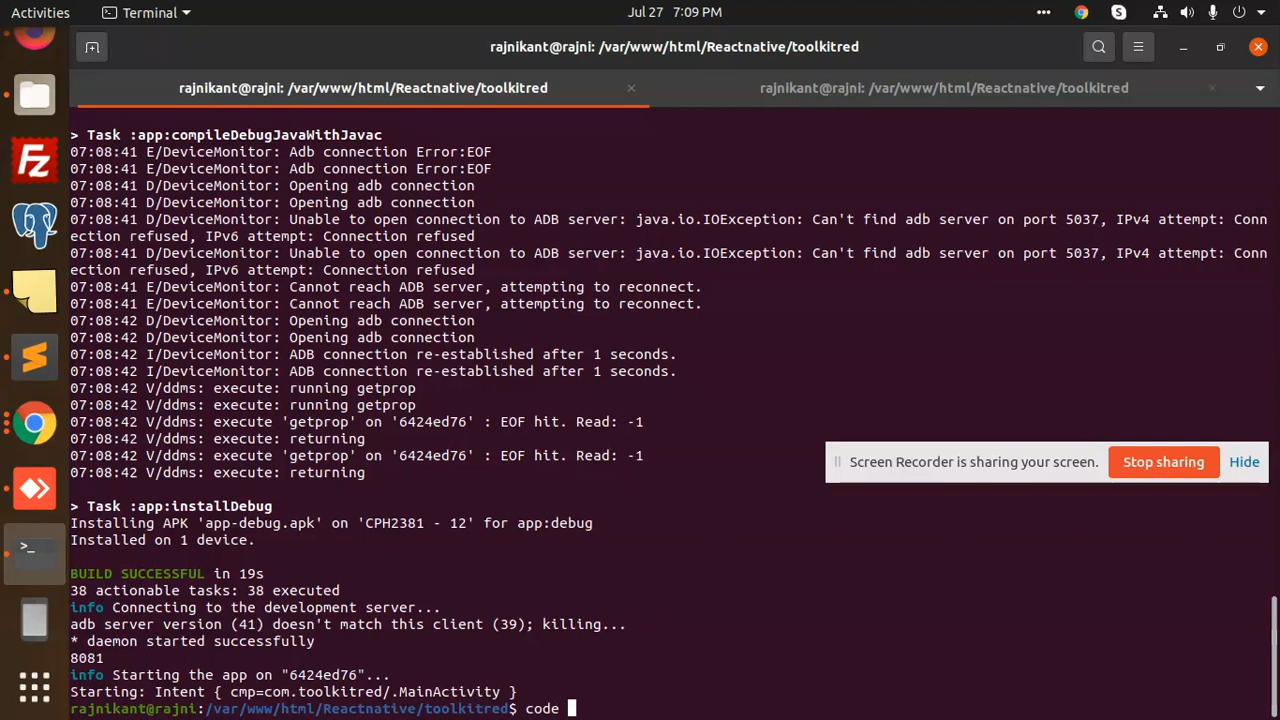 Activities
Terminal
Jul 27 7:09 PM
rajnikant@rajni: /var/www/html/Reactnative/toolkitred
rajnikant@rajni: /var/www/html/Reactnative/toolkitred
rajnikant@rajni: /var/www/html/Reactnative/toolkitred
> Task :app:compileDebugJavaWithJavac
07:08:41 E/DeviceMonitor: Adb connection Error:EOF
07:08:41 E/DeviceMonitor: Adb connection Error:EOF
07:08:41 D/DeviceMonitor: Opening adb connection
07:08:41 D/DeviceMonitor: Opening adb connection
07:08:41 D/DeviceMonitor: Unable to open connection to ADB server: java.io.IOException: Can't find adb server on port 5037, IPv4 attempt: Conn
ection refused, IPv6 attempt: Connection refused
07:08:41 D/DeviceMonitor: Unable to open connection to ADB server: java.io.IOException: Can't find adb server on port 5037, IPv4 attempt: Conn
ection refused, IPv6 attempt: Connection refused
07:08:41 E/DeviceMonitor: Cannot reach ADB server, attempting to reconnect.
07:08:41 E/DeviceMonitor: Cannot reach ADB server, attempting to reconnect.
07:08:42 D/DeviceMonitor: Opening adb connection
07:08:42 D/DeviceMonitor: Opening adb connection
07:08:42 I/DeviceMonitor: ADB connection re-established after 1 seconds.
07:08:42 I/DeviceMonitor: ADB connection re-established after 1 seconds.
07:08:42 V/ddms: execute: running getprop
07:08:42 V/ddms: execute: running getprop
07:08:42 V/ddms: execute 'getprop' on '6424ed76' : EOF hit. Read: -1
07:08:42 V/ddms: execute: returning
07:08:42 V/ddms: execute 'getprop' on '6424ed76' : EOF hit. Read: -1
07:08:42 V/ddms: execute: returning
Screen Recorder is sharing your screen.
Stop sharing
Hide
> Task :app:installDebug
Installing APK 'app-debug.apk' on 'CPH2381 - 12' for app:debug
Installed on 1 device.
BUILD SUCCESSFUL in 19s
38 actionable tasks: 38 executed
info Connecting to the development server...
adb server version (41) doesn't match this client (39); killing...
* daemon started successfully
8081
info Starting the app on "6424ed76"...
Starting: Intent { cmp=com.toolkitred/.MainActivity }
rajnikant@rajni:/var/www/html/Reactnative/toolkitred$ code